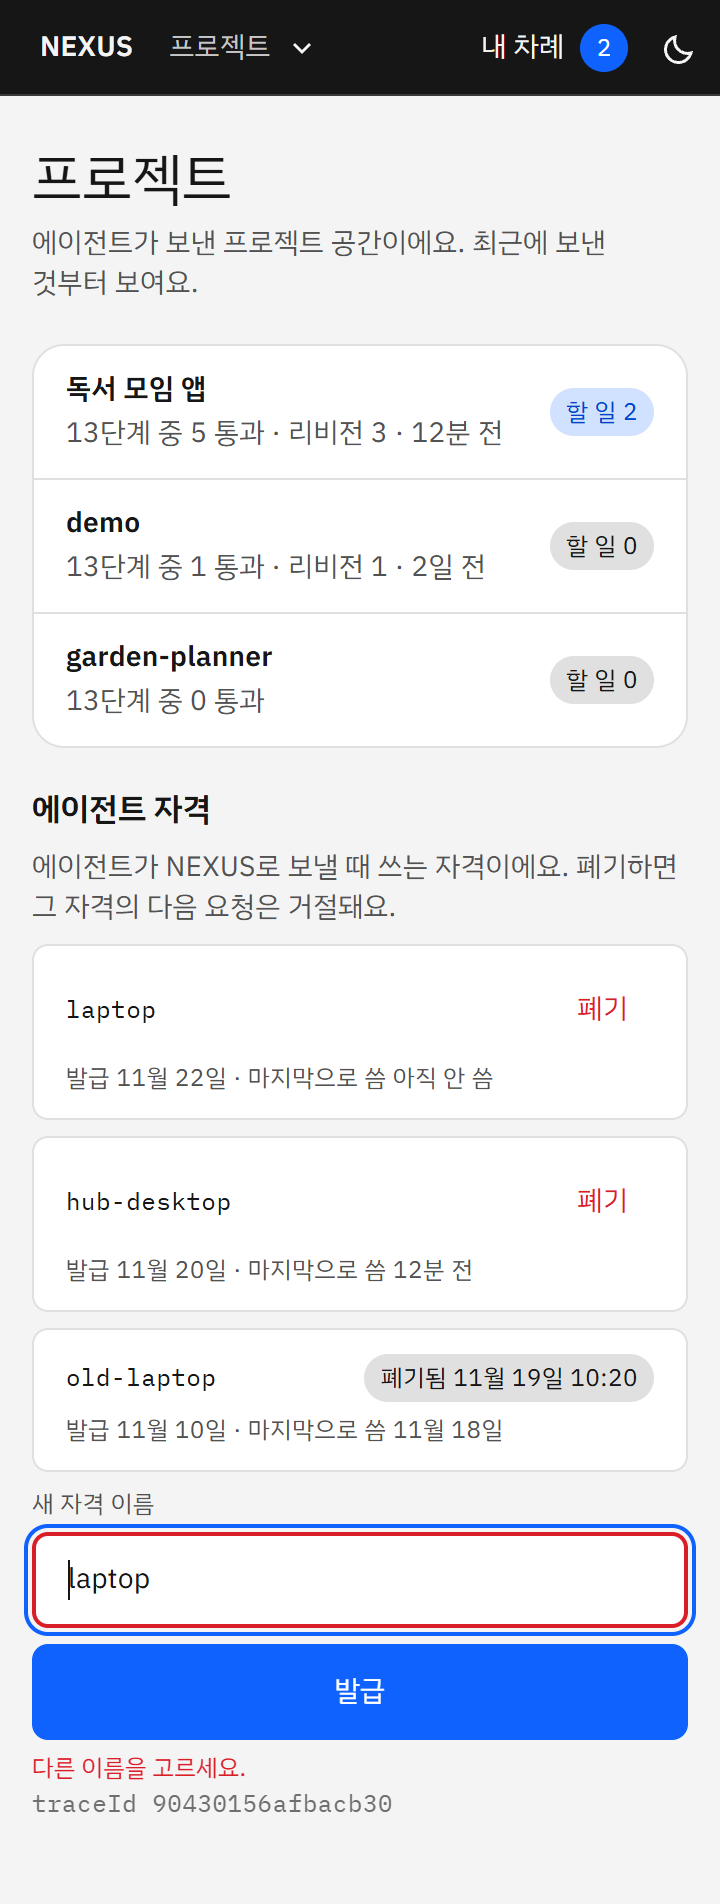 NEXUS 프로젝트 내 차례 2
프로젝트
에이전트가 보낸 프로젝트 공간이에요. 최근에 보낸
것부터 보여요.
독서 모임 앱
13단계 중 5 통과 · 리비전 3 · 12분 전
할 일 2
demo
13단계 중 1 통과 · 리비전 1 · 2일 전
할 일 0
garden-planner
13단계 중 0 통과
할 일 0
에이전트 자격
에이전트가 NEXUS로 보낼 때 쓰는 자격이에요. 폐기하면
그 자격의 다음 요청은 거절돼요.
laptop 폐기
발급 11월 22일 · 마지막으로 씀 아직 안 씀
hub-desktop 폐기
발급 11월 20일 · 마지막으로 씀 12분 전
old-laptop 폐기됨 11월 19일 10:20
발급 11월 10일 · 마지막으로 씀 11월 18일
새 자격 이름
laptop
발급
다른 이름을 고르세요.
traceId 90430156afbacb30